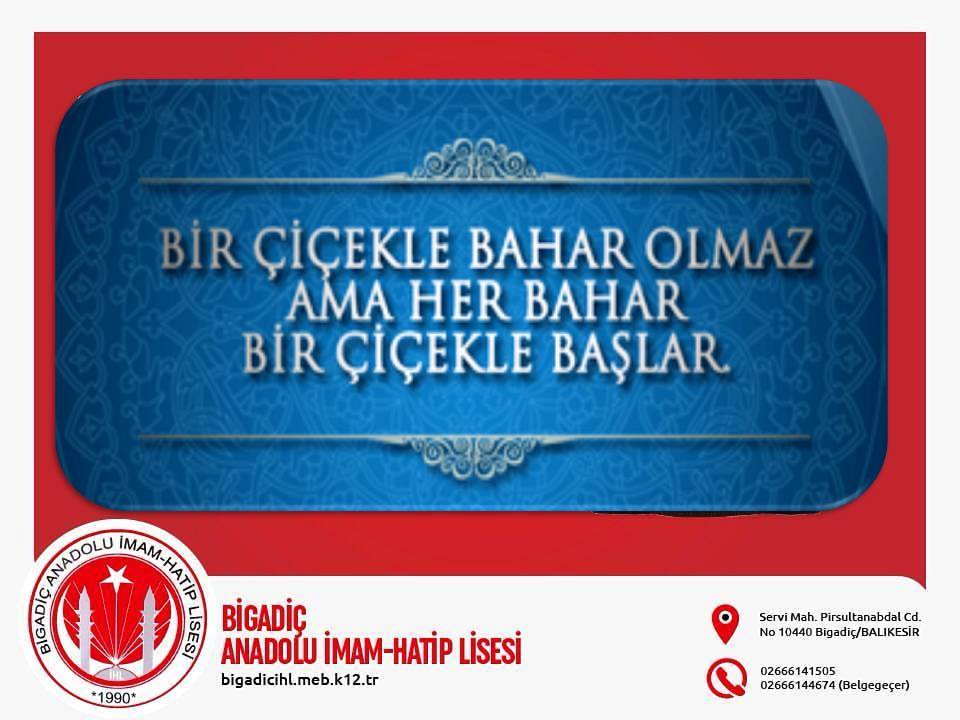 BİR ÇİÇEKLE BAHAR OLMAZ
AMA HER BAHAR
BİR ÇİÇEKLE BAŞLAR.
BİGADİÇ ANADOLU İMAM-HATİP LİSESİ
İHL
*1990*
BİGADİÇ
ANADOLU İMAM-HATİP LİSESİ
bigadicihl.meb.k12.tr
Servi Mah. Pirsultanabdal Cd.
No 10440 Bigadiç/BALIKESİR
02666141505
02666144674 (Belgegeçer)